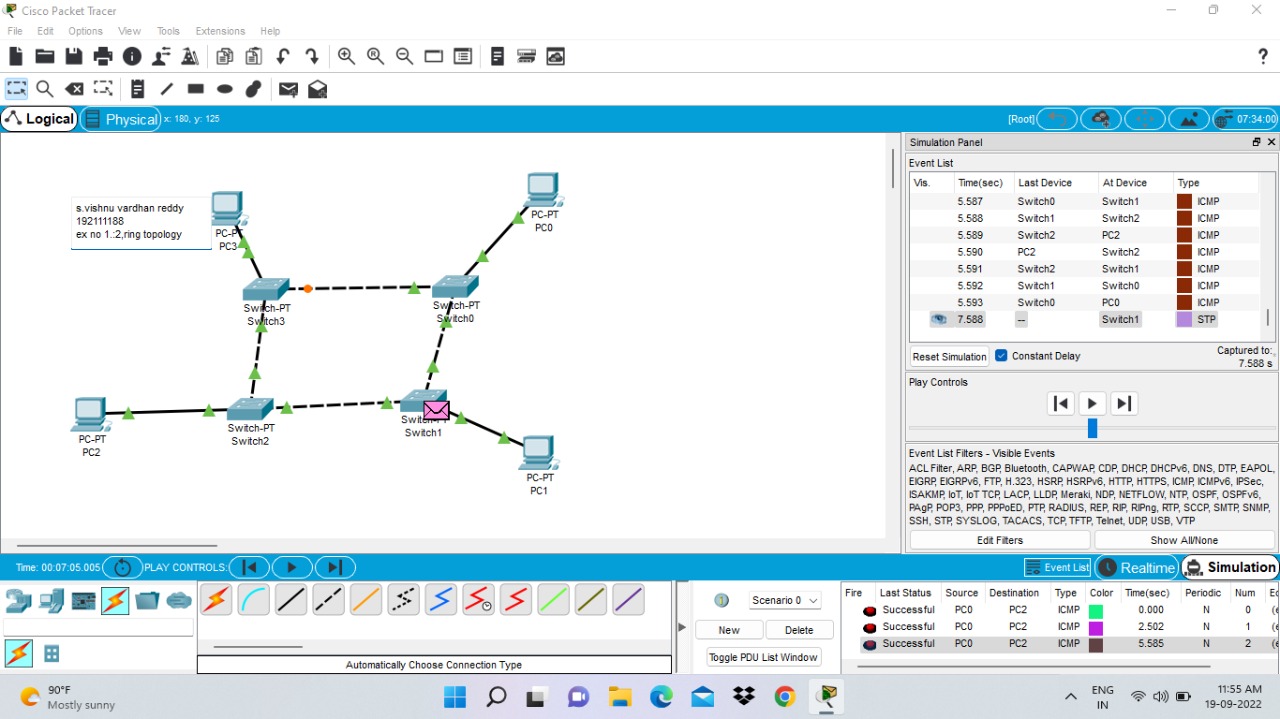 Cisco Packet Tracer
File Edit Options View Tools Extensions Help
Logical Physical x: 180, y: 125 [Root] 07:34:00
s.vishnu vardhan reddy
192111188
ex no 1.:2,ring topology
PC-PT
PC3
PC-PT
PC0
Switch-PT
Switch3
Switch-PT
Switch0
PC-PT
PC2
Switch-PT
Switch2
Switch-PT
Switch1
PC-PT
PC1
Simulation Panel
Event List
Vis. Time(sec) Last Device At Device Type
5.587 Switch0 Switch1 ICMP
5.588 Switch1 Switch2 ICMP
5.589 Switch2 PC2 ICMP
5.590 PC2 Switch2 ICMP
5.591 Switch2 Switch1 ICMP
5.592 Switch1 Switch0 ICMP
5.593 Switch0 PC0 ICMP
7.588 -- Switch1 STP
Reset Simulation Constant Delay Captured to:
7.588 s
Play Controls
Event List Filters - Visible Events
ACL Filter, ARP, BGP, Bluetooth, CAPWAP, CDP, DHCP, DHCPv6, DNS, DTP, EAPOL,
EIGRP, EIGRPv6, FTP, H.323, HSRP, HSRPv6, HTTP, HTTPS, ICMP, ICMPv6, IPSec,
ISAKMP, IoT, IoT TCP, LACP, LLDP, Meraki, NDP, NETFLOW, NTP, OSPF, OSPFv6,
PAgP, POP3, PPP, PPPoED, PTP, RADIUS, REP, RIP, RIPng, RTP, SCCP, SMTP, SNMP,
SSH, STP, SYSLOG, TACACS, TCP, TFTP, Telnet, UDP, USB, VTP
Edit Filters Show All/None
Time: 00:07:05.005 PLAY CONTROLS: Event List Realtime Simulation
Automatically Choose Connection Type
Scenario 0
New Delete
Toggle PDU List Window
Fire Last Status Source Destination Type Color Time(sec) Periodic Num
Successful PC0 PC2 ICMP 0.000 N 0
Successful PC0 PC2 ICMP 2.502 N 1
Successful PC0 PC2 ICMP 5.585 N 2
90°F
Mostly sunny
ENG
IN
11:55 AM
19-09-2022